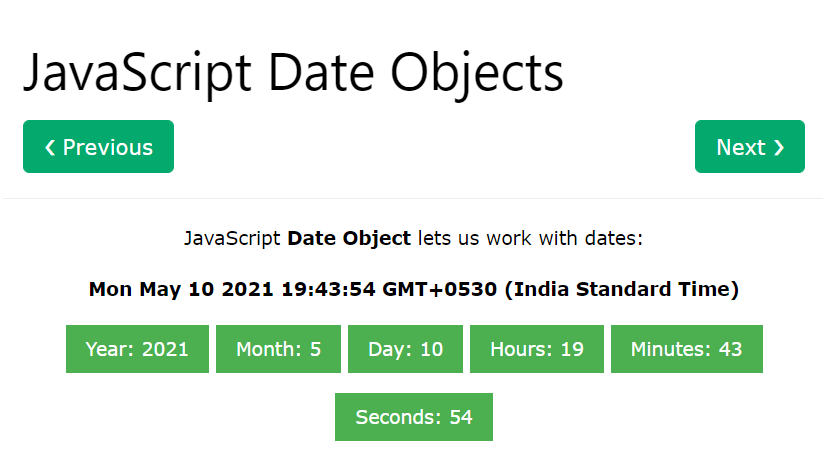 JavaScript Date Objects
❮ Previous
Next ❯
JavaScript Date Object lets us work with dates:
Mon May 10 2021 19:43:54 GMT+0530 (India Standard Time)
Year: 2021 Month: 5 Day: 10 Hours: 19 Minutes: 43
Seconds: 54